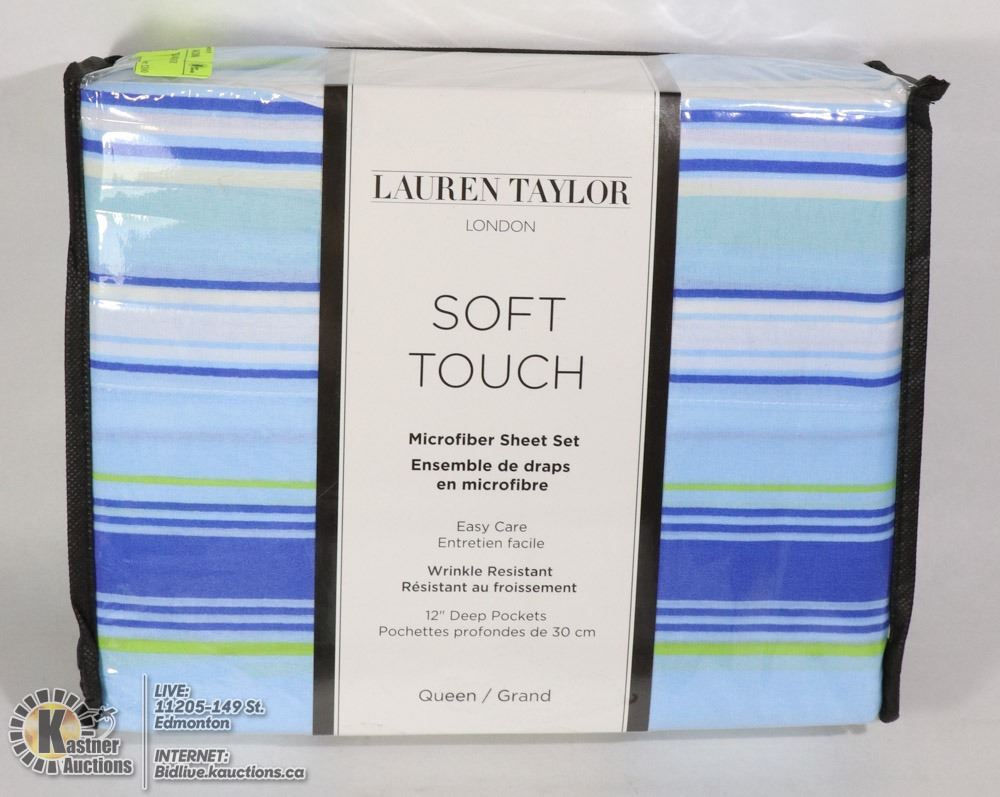 LAUREN TAYLOR
LONDON
SOFT
TOUCH
Microfiber Sheet Set
Ensemble de draps
en microfibre
Easy Care
Entretien facile
Wrinkle Resistant
Résistant au froissement
12" Deep Pockets
Pochettes profondes de 30 cm
Queen / Grand
Kastner
Auctions
LIVE:
11205-149 St.
Edmonton
INTERNET:
Bidlive.kauctions.ca